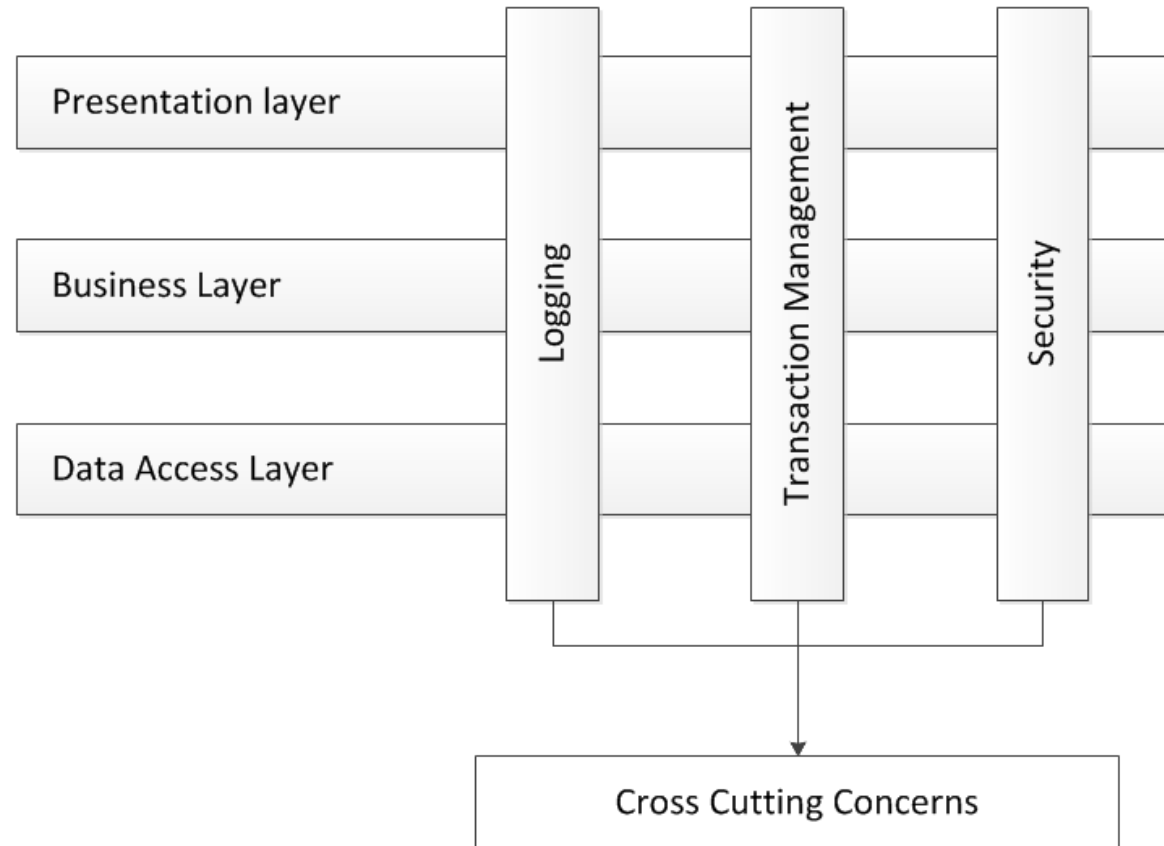 Presentation layer
Business Layer
Data Access Layer
Logging
Transaction Management
Security
Cross Cutting Concerns